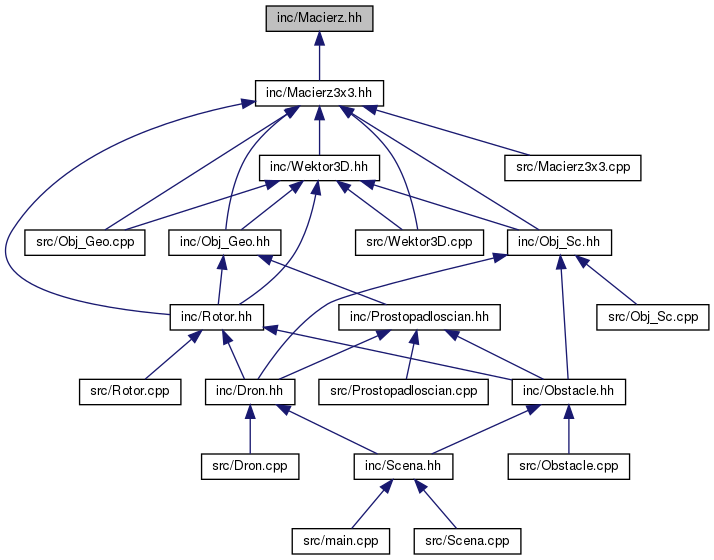 inc/Macierz.hh
inc/Macierz3x3.hh
inc/Wektor3D.hh
src/Macierz3x3.cpp
src/Obj_Geo.cpp
inc/Obj_Geo.hh
src/Wektor3D.cpp
inc/Obj_Sc.hh
inc/Rotor.hh
inc/Prostopadloscian.hh
src/Obj_Sc.cpp
src/Rotor.cpp
inc/Dron.hh
src/Prostopadloscian.cpp
inc/Obstacle.hh
src/Dron.cpp
inc/Scena.hh
src/Obstacle.cpp
src/main.cpp
src/Scena.cpp